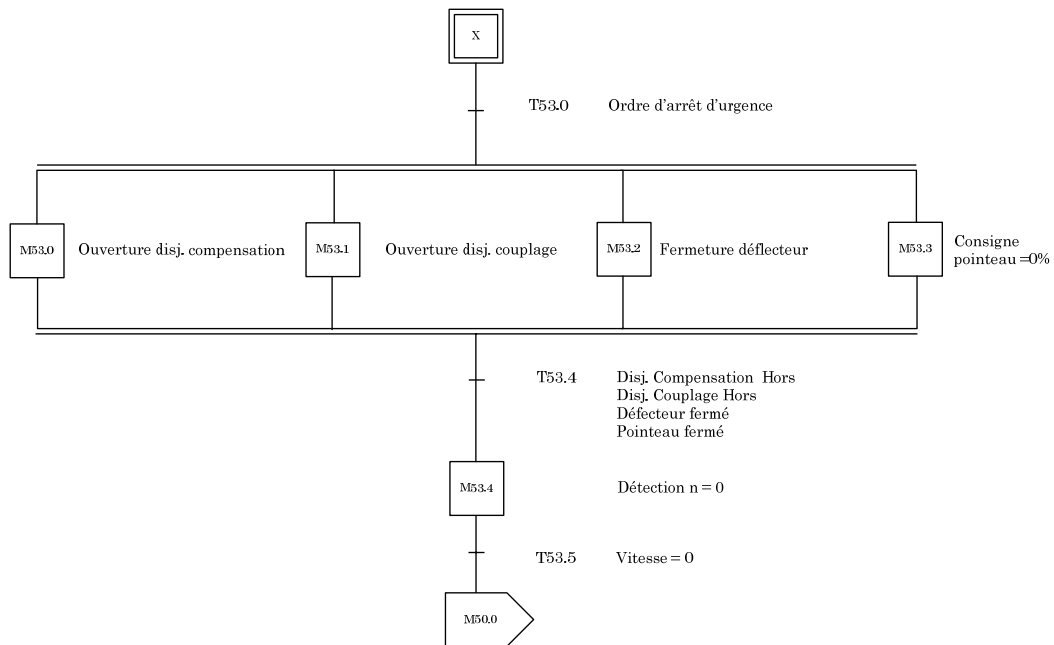 X
T53.0 Ordre d'arrêt d'urgence
M53.0 Ouverture disj. compensation
M53.1 Ouverture disj. couplage
M53.2 Fermeture déflecteur
M53.3 Consigne
pointeau =0%
T53.4 Disj. Compensation Hors
Disj. Couplage Hors
Défecteur fermé
Pointeau fermé
M53.4 Détection n = 0
T53.5 Vitesse = 0
M50.0